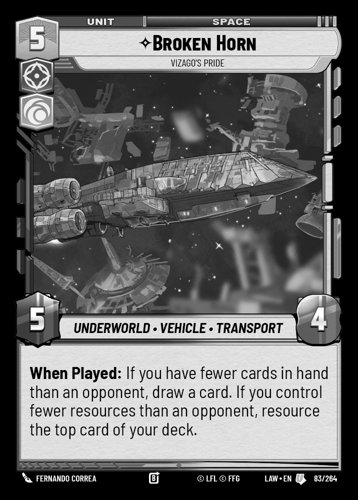 UNIT
SPACE
5
✧BROKEN HORN
VIZAGO'S PRIDE
5
4
UNDERWORLD • VEHICLE • TRANSPORT
When Played: If you have fewer cards in hand
than an opponent, draw a card. If you control
fewer resources than an opponent, resource
the top card of your deck.
FERNANDO CORREA
© LFL © FFG
LAW • EN
83/264